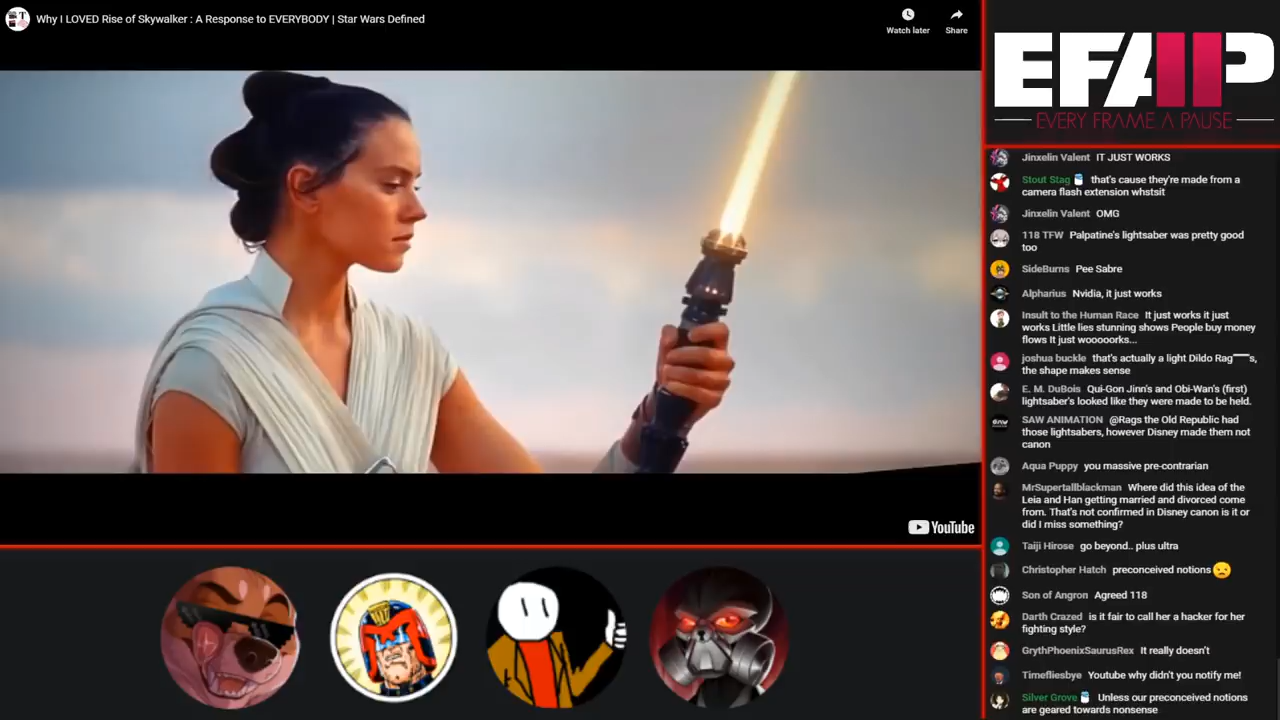 Why I LOVED Rise of Skywalker : A Response to EVERYBODY | Star Wars Defined
Watch later
Share
YouTube
EFAP
EVERY FRAME A PAUSE
Jinxelin Valent IT JUST WORKS
Stout Stag that's cause they're made from a
camera flash extension whstsit
Jinxelin Valent OMG
118 TFW Palpatine's lightsaber was pretty good
too
SideBurns Pee Sabre
Alpharius Nvidia, it just works
Insult to the Human Race It just works it just
works Little lies stunning shows People buy money
flows It just wooooorks...
joshua buckle that's actually a light Dildo Rag s,
the shape makes sense
E. M. DuBois Qui-Gon Jinn's and Obi-Wan's (first)
lightsaber's looked like they were made to be held.
SAW ANIMATION @Rags the Old Republic had
those lightsabers, however Disney made them not
canon
Aqua Puppy you massive pre-contrarian
MrSupertallblackman Where did this idea of the
Leia and Han getting married and divorced come
from. That's not confirmed in Disney canon is it or
did I miss something?
Taiji Hirose go beyond.. plus ultra
Christopher Hatch preconceived notions
Son of Angron Agreed 118
Darth Crazed is it fair to call her a hacker for her
fighting style?
GrythPhoenixSaurusRex It really doesn't
Timefliesbye Youtube why didn't you notify me!
Silver Grove Unless our preconceived notions
are geared towards nonsense